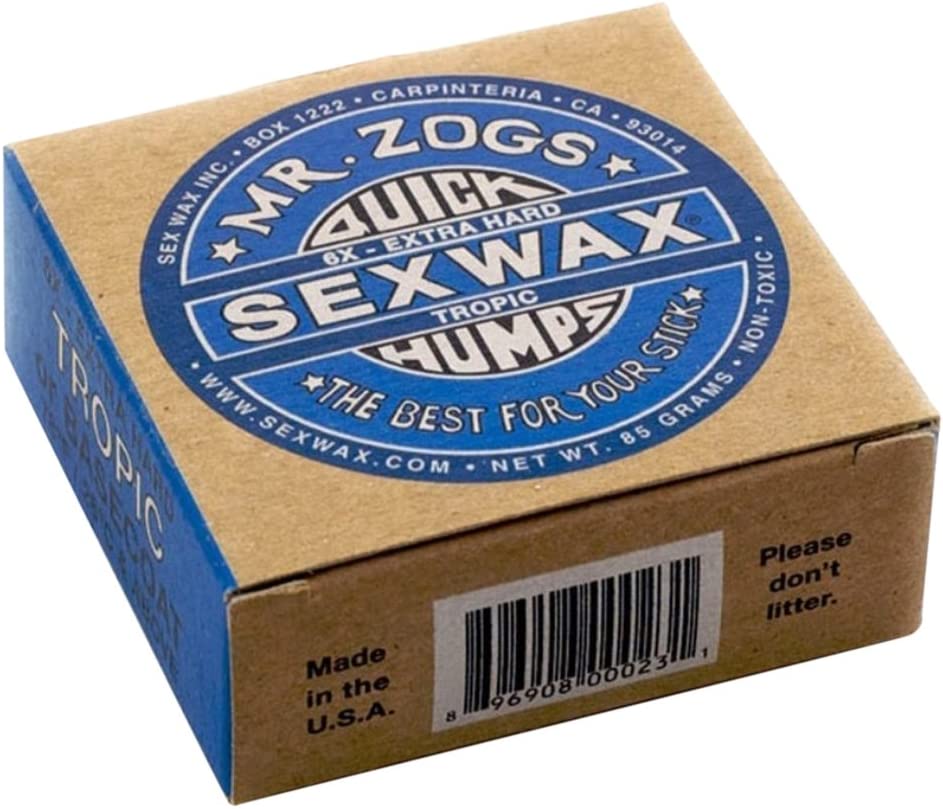 SEX WAX INC. • BOX 1222 • CARPINTERIA • CA • 93014
MR. ZOGS
QUICK
6X - EXTRA HARD
SEXWAX®
TROPIC
HUMPS
THE BEST FOR YOUR STICK
• WWW.SEXWAX.COM • NET WT. 85 GRAMS • NON-TOXIC •
TROPIC
OR BASECOAT
Made
in the
U.S.A.
8 96908 00023 1
Please
don't
litter.